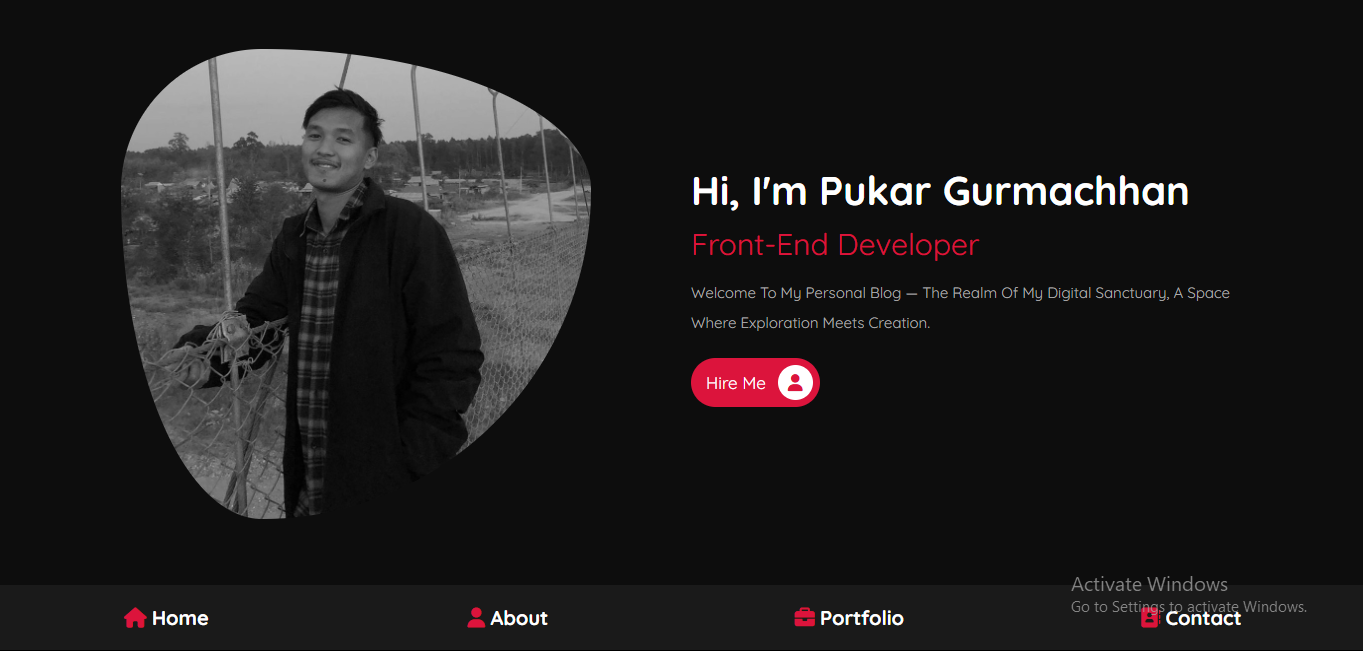 Hi, I'm Pukar Gurmachhan
Front-End Developer
Welcome To My Personal Blog — The Realm Of My Digital Sanctuary, A Space
Where Exploration Meets Creation.
Hire Me
Activate Windows
Go to Settings to activate Windows.
Home
About
Portfolio
Contact